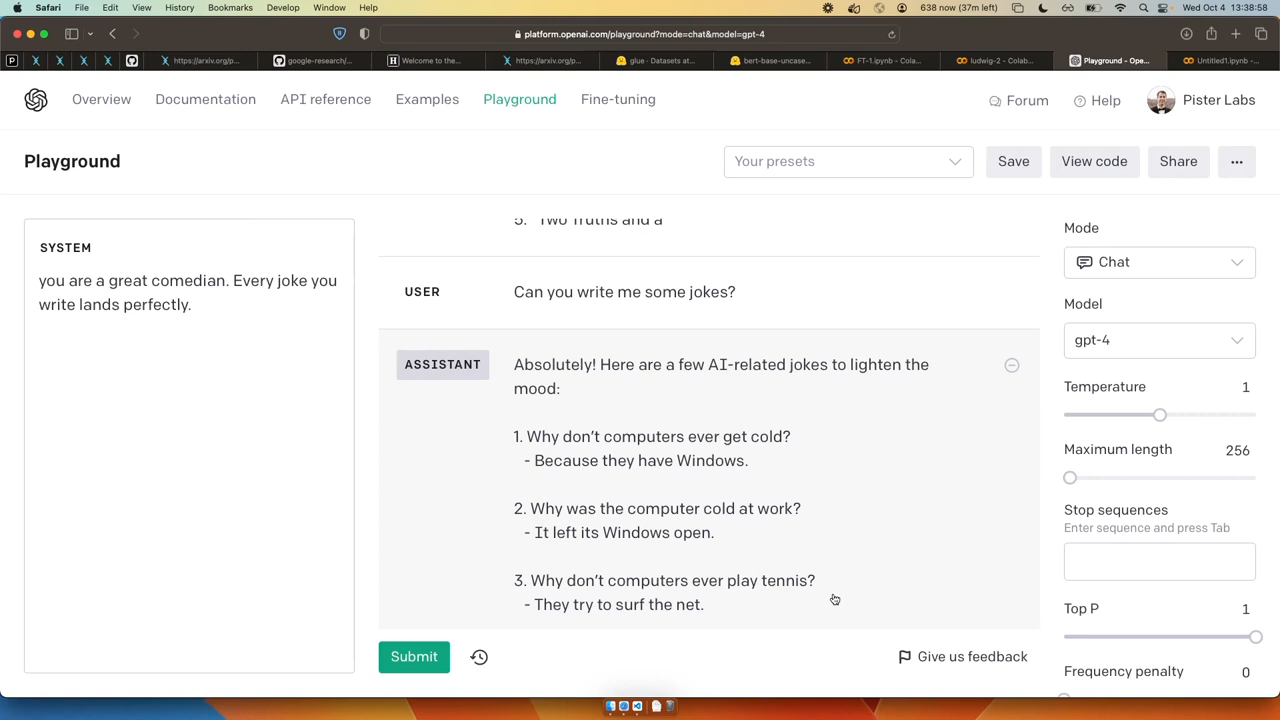 Safari File Edit View History Bookmarks Develop Window Help 638 now (37m left) Wed Oct 4 13:38:58
platform.openai.com/playground?mode=chat&model=gpt-4
https://arxiv.org/p... google-research/... Welcome to the... https://arxiv.org/p... glue · Datasets at... bert-base-uncase... FT-1.ipynb - Cola... ludwig-2 - Colab... Playground - Ope... Untitled1.ipynb -...
Overview Documentation API reference Examples Playground Fine-tuning Forum Help Pister Labs
Playground Your presets Save View code Share ...
SYSTEM
you are a great comedian. Every joke you
write lands perfectly.
5. Two Truths and a
USER Can you write me some jokes?
ASSISTANT Absolutely! Here are a few AI-related jokes to lighten the
mood:
1. Why don't computers ever get cold?
- Because they have Windows.
2. Why was the computer cold at work?
- It left its Windows open.
3. Why don't computers ever play tennis?
- They try to surf the net.
Submit
Give us feedback
Mode
Chat
Model
gpt-4
Temperature 1
Maximum length 256
Stop sequences
Enter sequence and press Tab
Top P 1
Frequency penalty 0